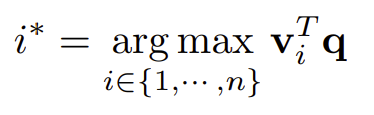 i* = arg max v_i^T q
i∈{1,⋯,n}